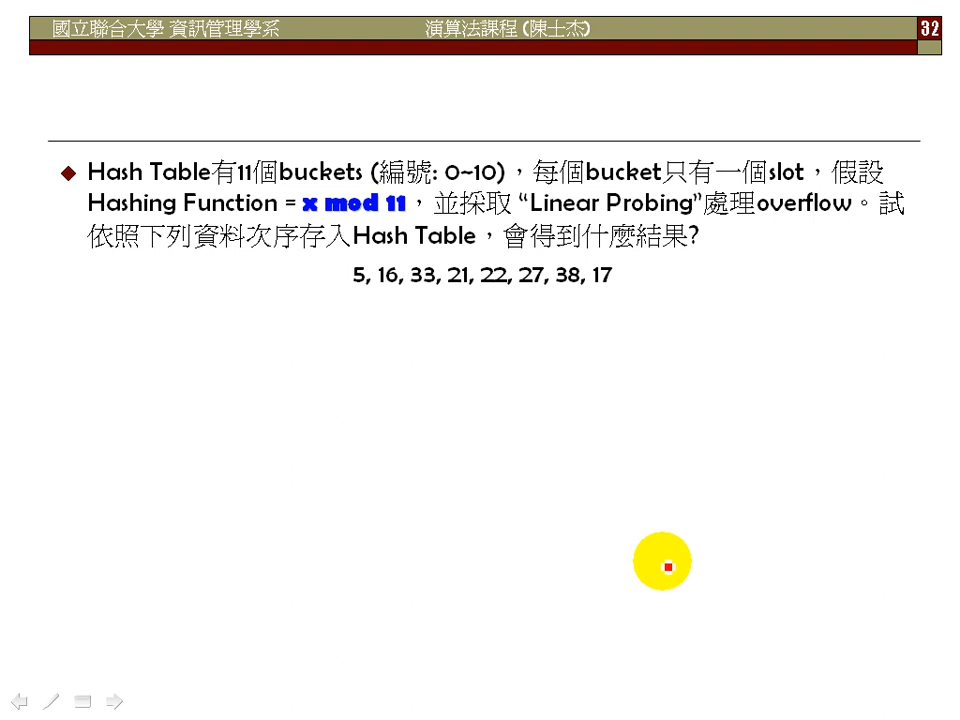 國立聯合大學 資訊管理學系 演算法課程 (陳士杰) 32
Hash Table有11個buckets (編號: 0~10)，每個bucket只有一個slot，假設
Hashing Function = x mod 11，並採取 “Linear Probing”處理overflow。試
依照下列資料次序存入Hash Table，會得到什麼結果?
5, 16, 33, 21, 22, 27, 38, 17